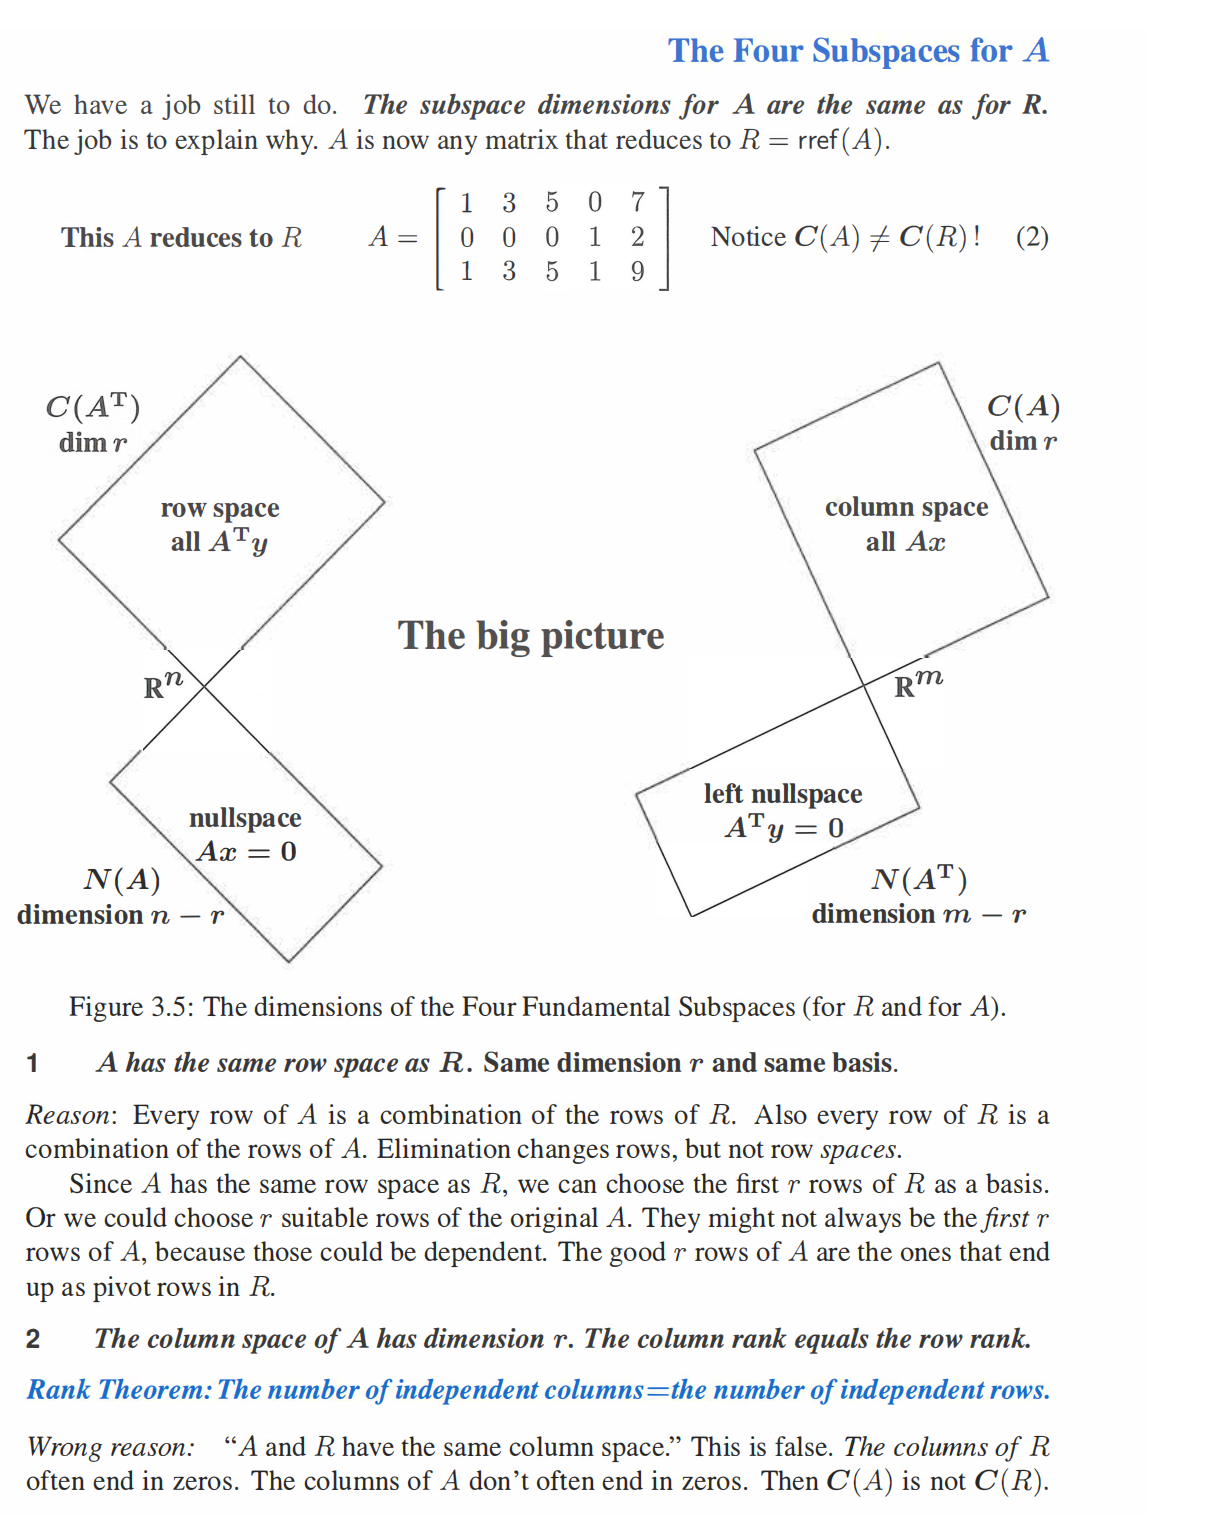 The Four Subspaces for A
We have a job still to do. The subspace dimensions for A are the same as for R.
The job is to explain why. A is now any matrix that reduces to R = rref(A).
This A reduces to R A = [ 1 3 5 0 7
0 0 0 1 2
1 3 5 1 9 ] Notice C(A) ≠ C(R)! (2)
C(Aᵀ)
dim r
row space
all Aᵀy
C(A)
dim r
column space
all Ax
The big picture
Rⁿ
Rᵐ
nullspace
Ax = 0
N(A)
dimension n − r
left nullspace
Aᵀy = 0
N(Aᵀ)
dimension m − r
Figure 3.5: The dimensions of the Four Fundamental Subspaces (for R and for A).
1 A has the same row space as R. Same dimension r and same basis.
Reason: Every row of A is a combination of the rows of R. Also every row of R is a
combination of the rows of A. Elimination changes rows, but not row spaces.
Since A has the same row space as R, we can choose the first r rows of R as a basis.
Or we could choose r suitable rows of the original A. They might not always be the first r
rows of A, because those could be dependent. The good r rows of A are the ones that end
up as pivot rows in R.
2 The column space of A has dimension r. The column rank equals the row rank.
Rank Theorem: The number of independent columns=the number of independent rows.
Wrong reason: “A and R have the same column space.” This is false. The columns of R
often end in zeros. The columns of A don’t often end in zeros. Then C(A) is not C(R).